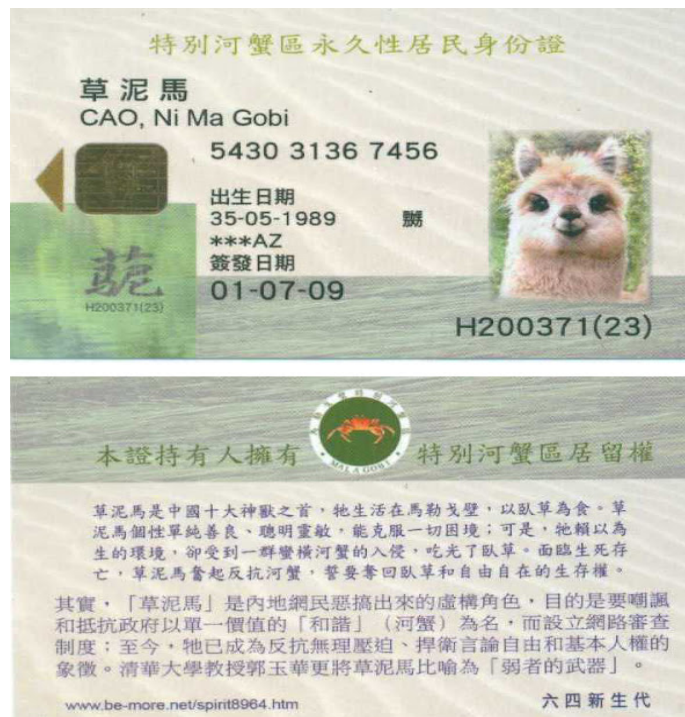 特別河蟹區永久性居民身份證
草泥馬
CAO, Ni Ma Gobi
5430 3136 7456
出生日期
35-05-1989 嬲
***AZ
簽發日期
01-07-09
H200371(23)
H200371(23)
本證持有人擁有 特別河蟹區居留權
MALA GOBI
草泥馬是中國十大神獸之首，牠生活在馬勒戈壁，以臥草為食。草
泥馬個性單純善良、聰明靈敏，能克服一切困境；可是，牠賴以為
生的環境，卻受到一群蠻橫河蟹的入侵，吃光了臥草。面臨生死存
亡，草泥馬奮起反抗河蟹，誓要奪回臥草和自由自在的生存權。
其實，「草泥馬」是內地網民惡搞出來的虛構角色，目的是要嘲諷
和抵抗政府以單一價值的「和諧」（河蟹）為名，而設立網路審查
制度；至今，牠已成為反抗無理壓迫、捍衛言論自由和基本人權的
象徵。清華大學教授郭玉華更將草泥馬比喻為「弱者的武器」。
www.be-more.net/spirit8964.htm 六四新生代